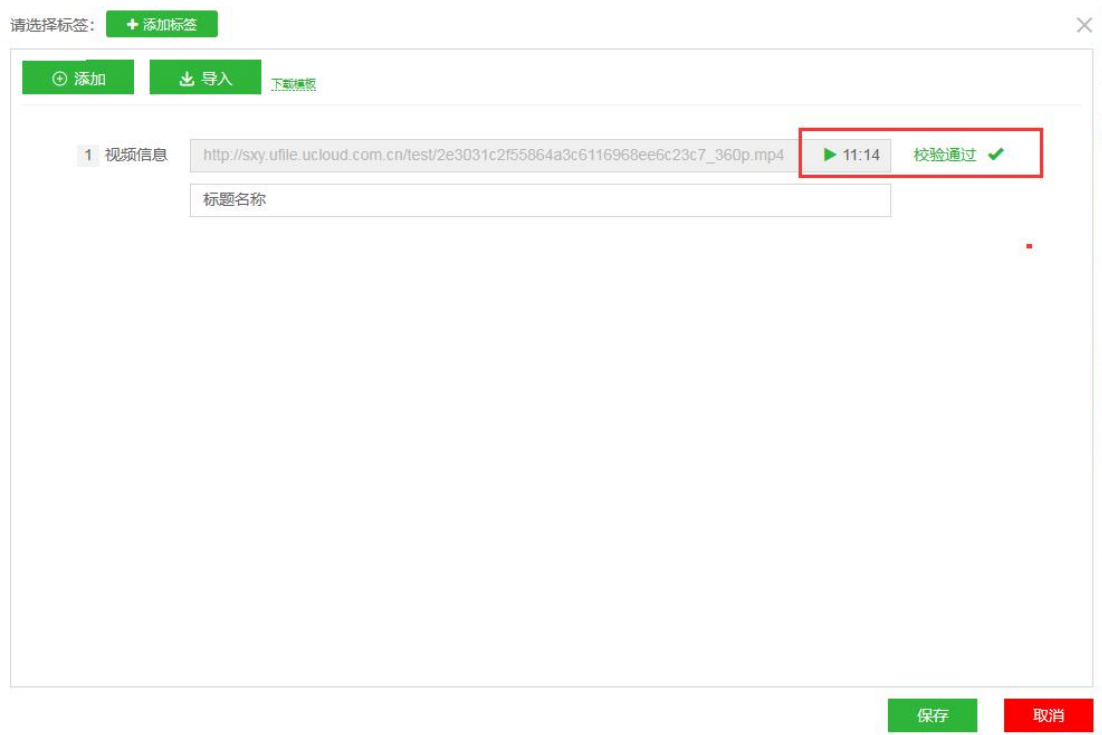 请选择标签: 添加标签
添加 导入 下载模板
1 视频信息 http://sxy.ufile.ucloud.com.cn/test/2e3031c2f55864a3c6116968ee6c23c7_360p.mp4 11:14 校验通过
标题名称
保存 取消